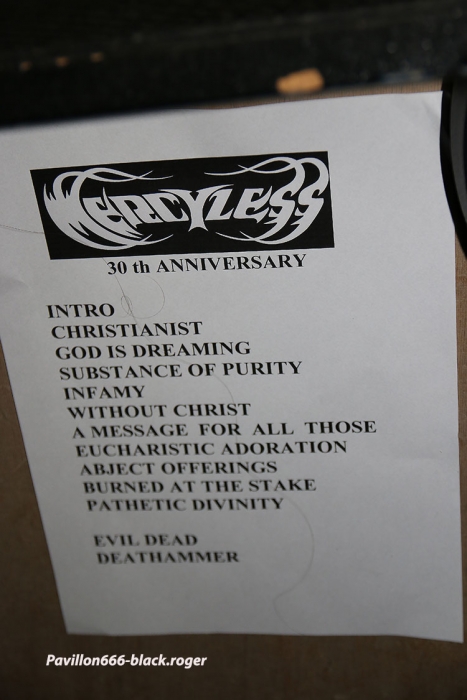 MERCYLESS
30 th ANNIVERSARY
INTRO
CHRISTIANIST
GOD IS DREAMING
SUBSTANCE OF PURITY
INFAMY
WITHOUT CHRIST
A MESSAGE FOR ALL THOSE
EUCHARISTIC ADORATION
ABJECT OFFERINGS
BURNED AT THE STAKE
PATHETIC DIVINITY
EVIL DEAD
DEATHAMMER
Pavillon666-black.roger